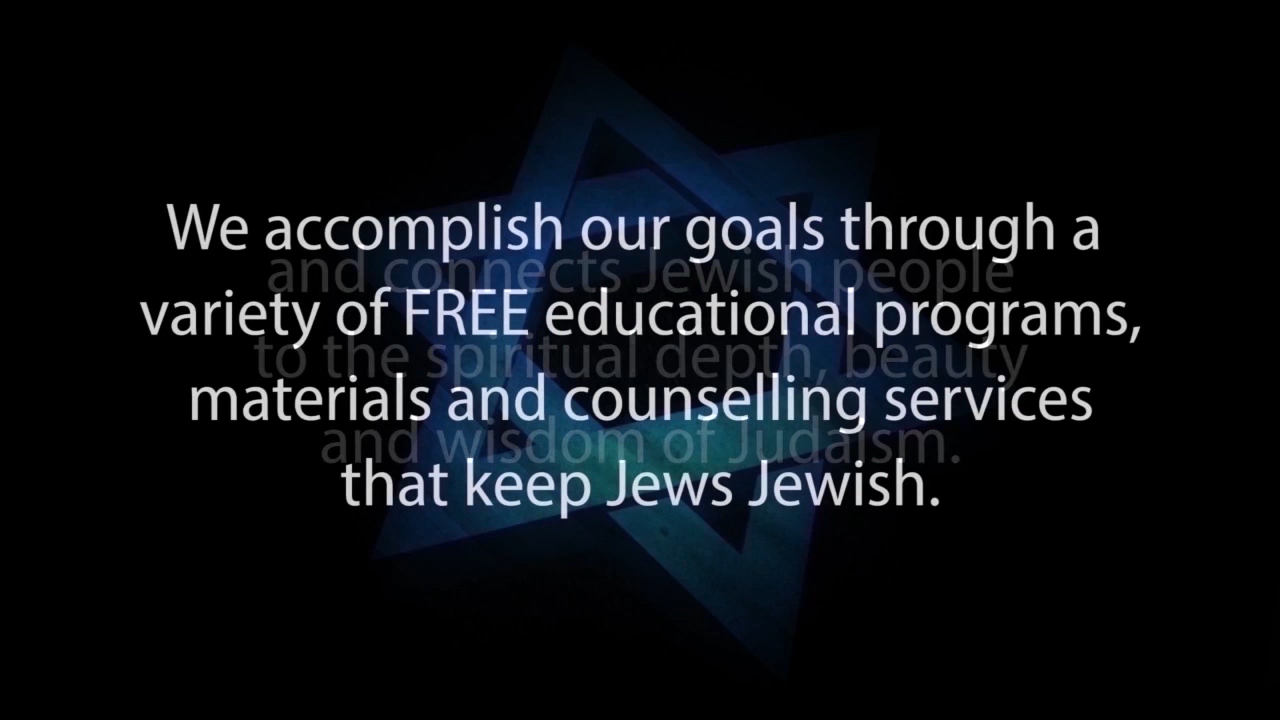 We accomplish our goals through a
and connects Jewish people
variety of FREE educational programs,
to the spiritual depth, beauty
materials and counselling services
and wisdom of Judaism.
that keep Jews Jewish.